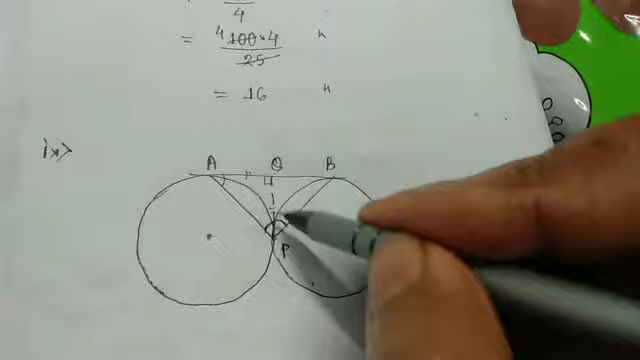 4
= 4 100 × 4 "
25
= 16 "
ix>
A Q B
P